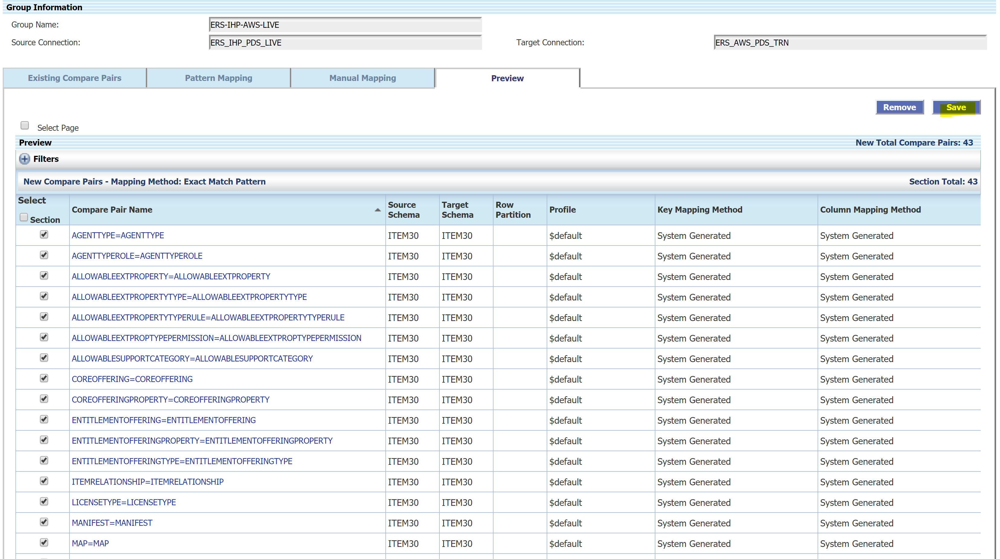 Group Information
Group Name: ERS-IHP-AWS-LIVE
Source Connection: ERS_IHP_PDS_LIVE Target Connection: ERS_AWS_PDS_TRN
Existing Compare Pairs Pattern Mapping Manual Mapping Preview
Remove Save
Select Page
Preview New Total Compare Pairs: 43
Filters
New Compare Pairs - Mapping Method: Exact Match Pattern Section Total: 43
Select Section Compare Pair Name Source Schema Target Schema Row Partition Profile Key Mapping Method Column Mapping Method
AGENTTYPE=AGENTTYPE ITEM30 ITEM30 $default System Generated System Generated
AGENTTYPEROLE=AGENTTYPEROLE ITEM30 ITEM30 $default System Generated System Generated
ALLOWABLEEXTPROPERTY=ALLOWABLEEXTPROPERTY ITEM30 ITEM30 $default System Generated System Generated
ALLOWABLEEXTPROPERTYTYPE=ALLOWABLEEXTPROPERTYTYPE ITEM30 ITEM30 $default System Generated System Generated
ALLOWABLEEXTPROPERTYTYPERULE=ALLOWABLEEXTPROPERTYTYPERULE ITEM30 ITEM30 $default System Generated System Generated
ALLOWABLEEXTPROPTYPEPERMISSION=ALLOWABLEEXTPROPTYPEPERMISSION ITEM30 ITEM30 $default System Generated System Generated
ALLOWABLESUPPORTCATEGORY=ALLOWABLESUPPORTCATEGORY ITEM30 ITEM30 $default System Generated System Generated
COREOFFERING=COREOFFERING ITEM30 ITEM30 $default System Generated System Generated
COREOFFERINGPROPERTY=COREOFFERINGPROPERTY ITEM30 ITEM30 $default System Generated System Generated
ENTITLEMENTOFFERING=ENTITLEMENTOFFERING ITEM30 ITEM30 $default System Generated System Generated
ENTITLEMENTOFFERINGPROPERTY=ENTITLEMENTOFFERINGPROPERTY ITEM30 ITEM30 $default System Generated System Generated
ENTITLEMENTOFFERINGTYPE=ENTITLEMENTOFFERINGTYPE ITEM30 ITEM30 $default System Generated System Generated
ITEMRELATIONSHIP=ITEMRELATIONSHIP ITEM30 ITEM30 $default System Generated System Generated
LICENSETYPE=LICENSETYPE ITEM30 ITEM30 $default System Generated System Generated
MANIFEST=MANIFEST ITEM30 ITEM30 $default System Generated System Generated
MAP=MAP ITEM30 ITEM30 $default System Generated System Generated